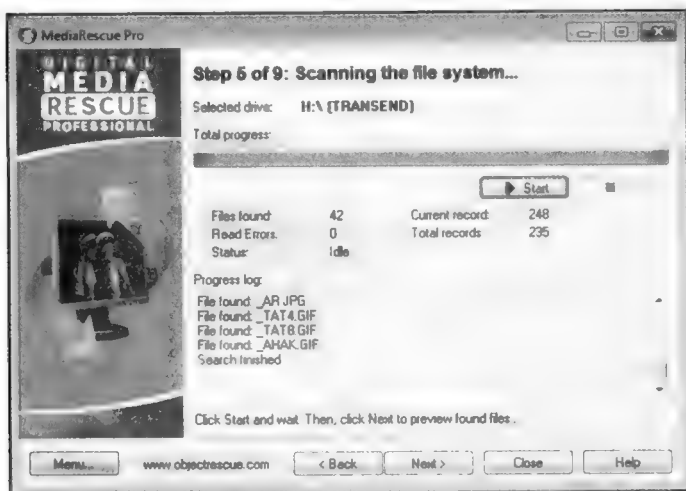 MediaRescue Pro
DIGITAL
MEDIA
RESCUE
PROFESSIONAL
Step 5 of 9: Scanning the file system...
Selected drive: H:\ (TRANSEND)
Total progress:
Start
Files found: 42 Current record: 248
Read Errors: 0 Total records 235
Status: Idle
Progress log:
File found: _AR.JPG
File found: _TAT4.GIF
File found: _TAT8.GIF
File found: _AHAK.GIF
Search finished
Click Start and wait. Then, click Next to preview found files.
Menu... www.objectrescue.com < Back Next > Close Help